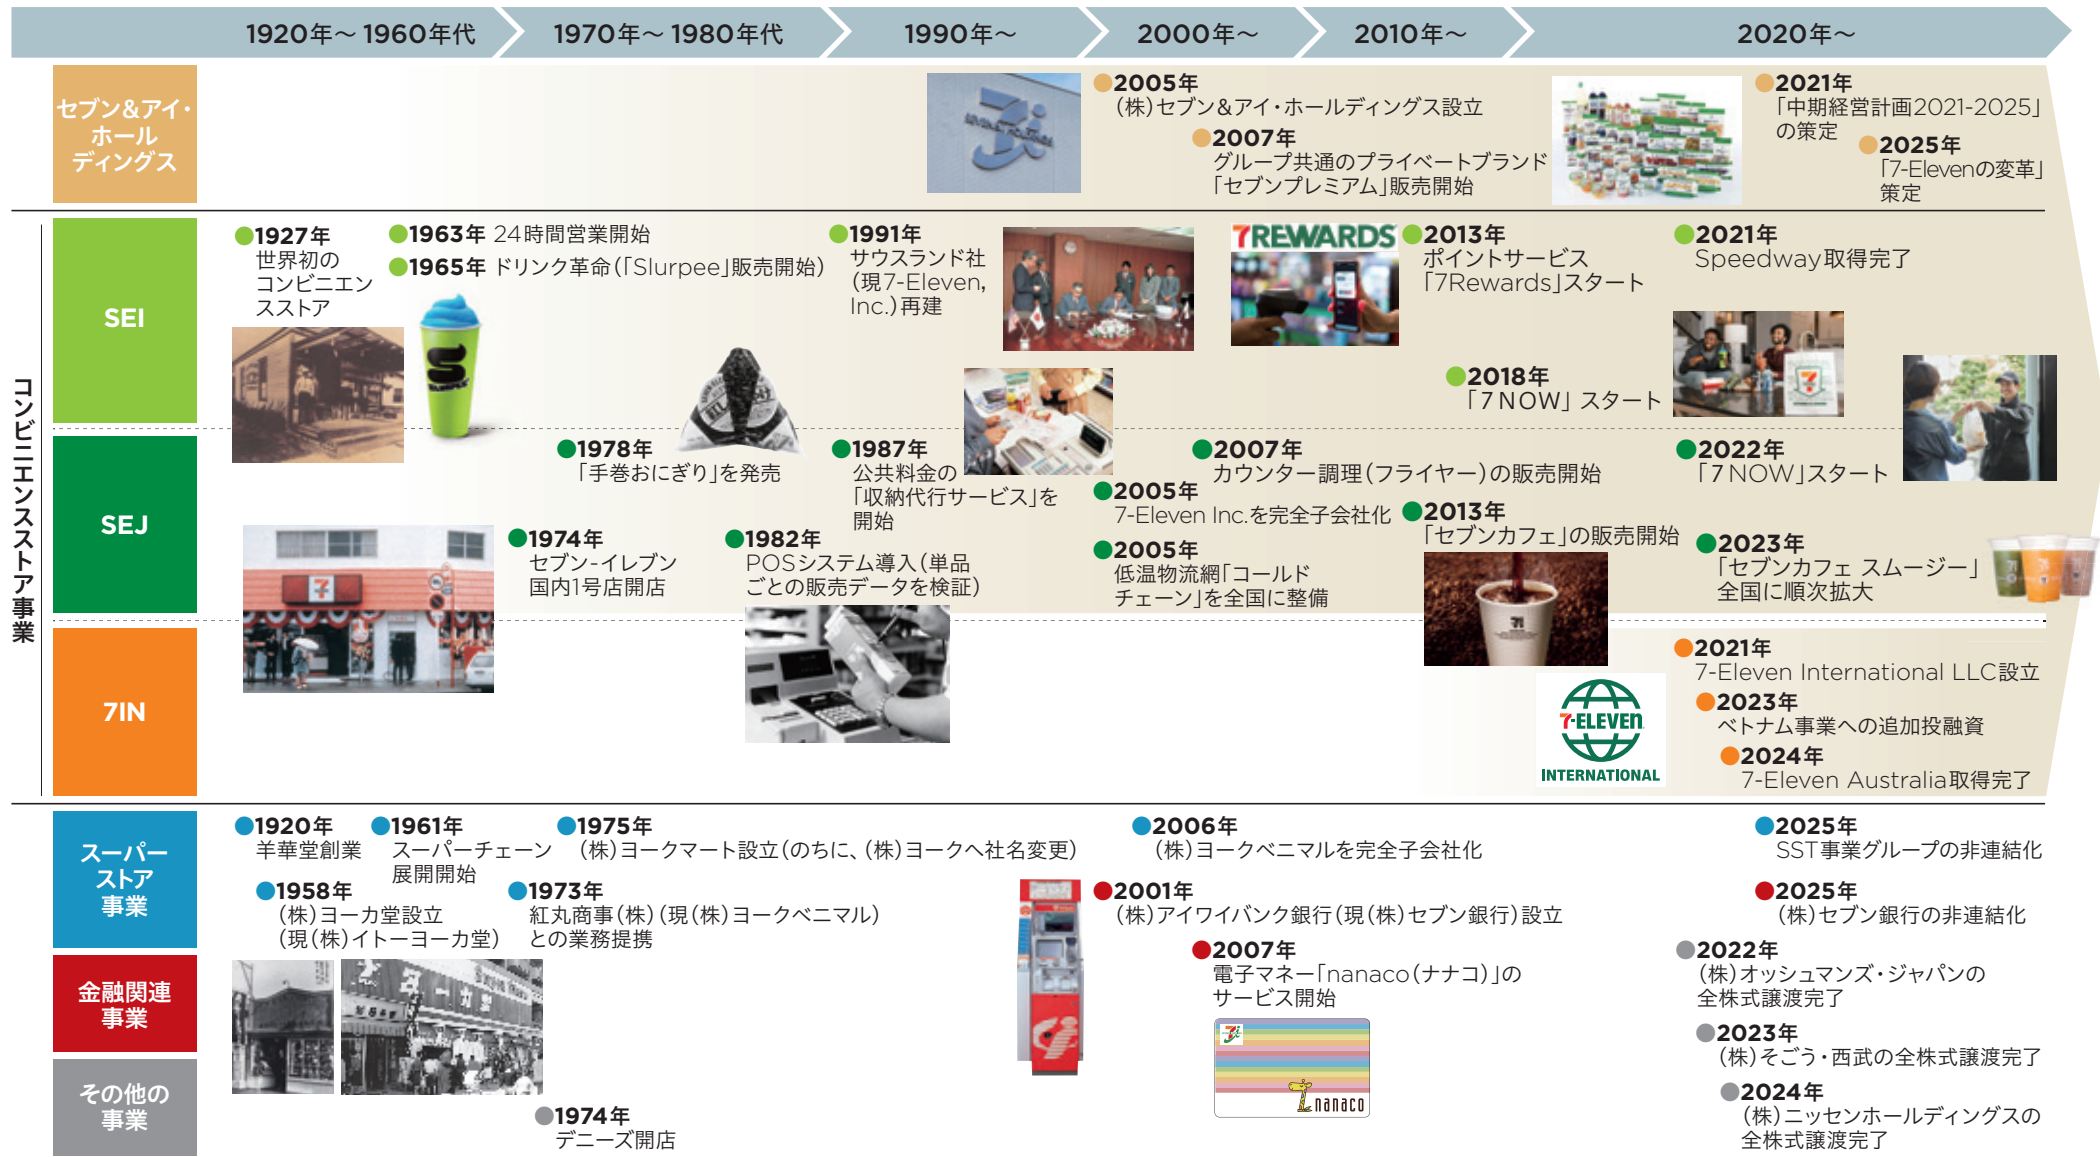 1920年～1960年代
1970年～1980年代
1990年～
2000年～
2010年～
2020年～
セブン&アイ・
ホール
ディングス
●2005年
(株)セブン&アイ・ホールディングス設立
●2007年
グループ共通のプライベートブランド
「セブンプレミアム」販売開始
●2021年
「中期経営計画2021-2025」
の策定
●2025年
「7-Elevenの変革」
策定
コンビニエンスストア事業
SEI
●1927年
世界初の
コンビニエン
スストア
●1963年 24時間営業開始
●1965年 ドリンク革命(「Slurpee」販売開始)
●1991年
サウスランド社
(現7-Eleven,
Inc.)再建
7REWARDS
●2013年
ポイントサービス
「7Rewards」スタート
●2018年
「7NOW」 スタート
●2021年
Speedway取得完了
SEJ
●1978年
「手巻おにぎり」を発売
●1974年
セブン-イレブン
国内1号店開店
●1987年
公共料金の
「収納代行サービス」を
開始
●1982年
POSシステム導入(単品
ごとの販売データを検証)
●2007年
カウンター調理(フライヤー)の販売開始
●2005年
7-Eleven Inc.を完全子会社化
●2005年
低温物流網「コールド
チェーン」を全国に整備
●2013年
「セブンカフェ」の販売開始
●2022年
「7NOW」スタート
●2023年
「セブンカフェ スムージー」
全国に順次拡大
7IN
7-ELEVEn
INTERNATIONAL
●2021年
7-Eleven International LLC設立
●2023年
ベトナム事業への追加投融資
●2024年
7-Eleven Australia取得完了
スーパー
ストア
事業
●1920年
羊華堂創業
●1961年
スーパーチェーン
展開開始
●1958年
(株)ヨーカ堂設立
(現(株)イトーヨーカ堂)
●1975年
(株)ヨークマート設立(のちに、(株)ヨークへ社名変更)
●1973年
紅丸商事(株)(現(株)ヨークベニマル)
との業務提携
●2006年
(株)ヨークベニマルを完全子会社化
●2025年
SST事業グループの非連結化
金融関連
事業
●2001年
(株)アイワイバンク銀行(現(株)セブン銀行)設立
●2007年
電子マネー「nanaco(ナナコ)」の
サービス開始
nanaco
●2025年
(株)セブン銀行の非連結化
その他の
事業
●1974年
デニーズ開店
●2022年
(株)オッシュマンズ・ジャパンの
全株式譲渡完了
●2023年
(株)そごう・西武の全株式譲渡完了
●2024年
(株)ニッセンホールディングスの
全株式譲渡完了